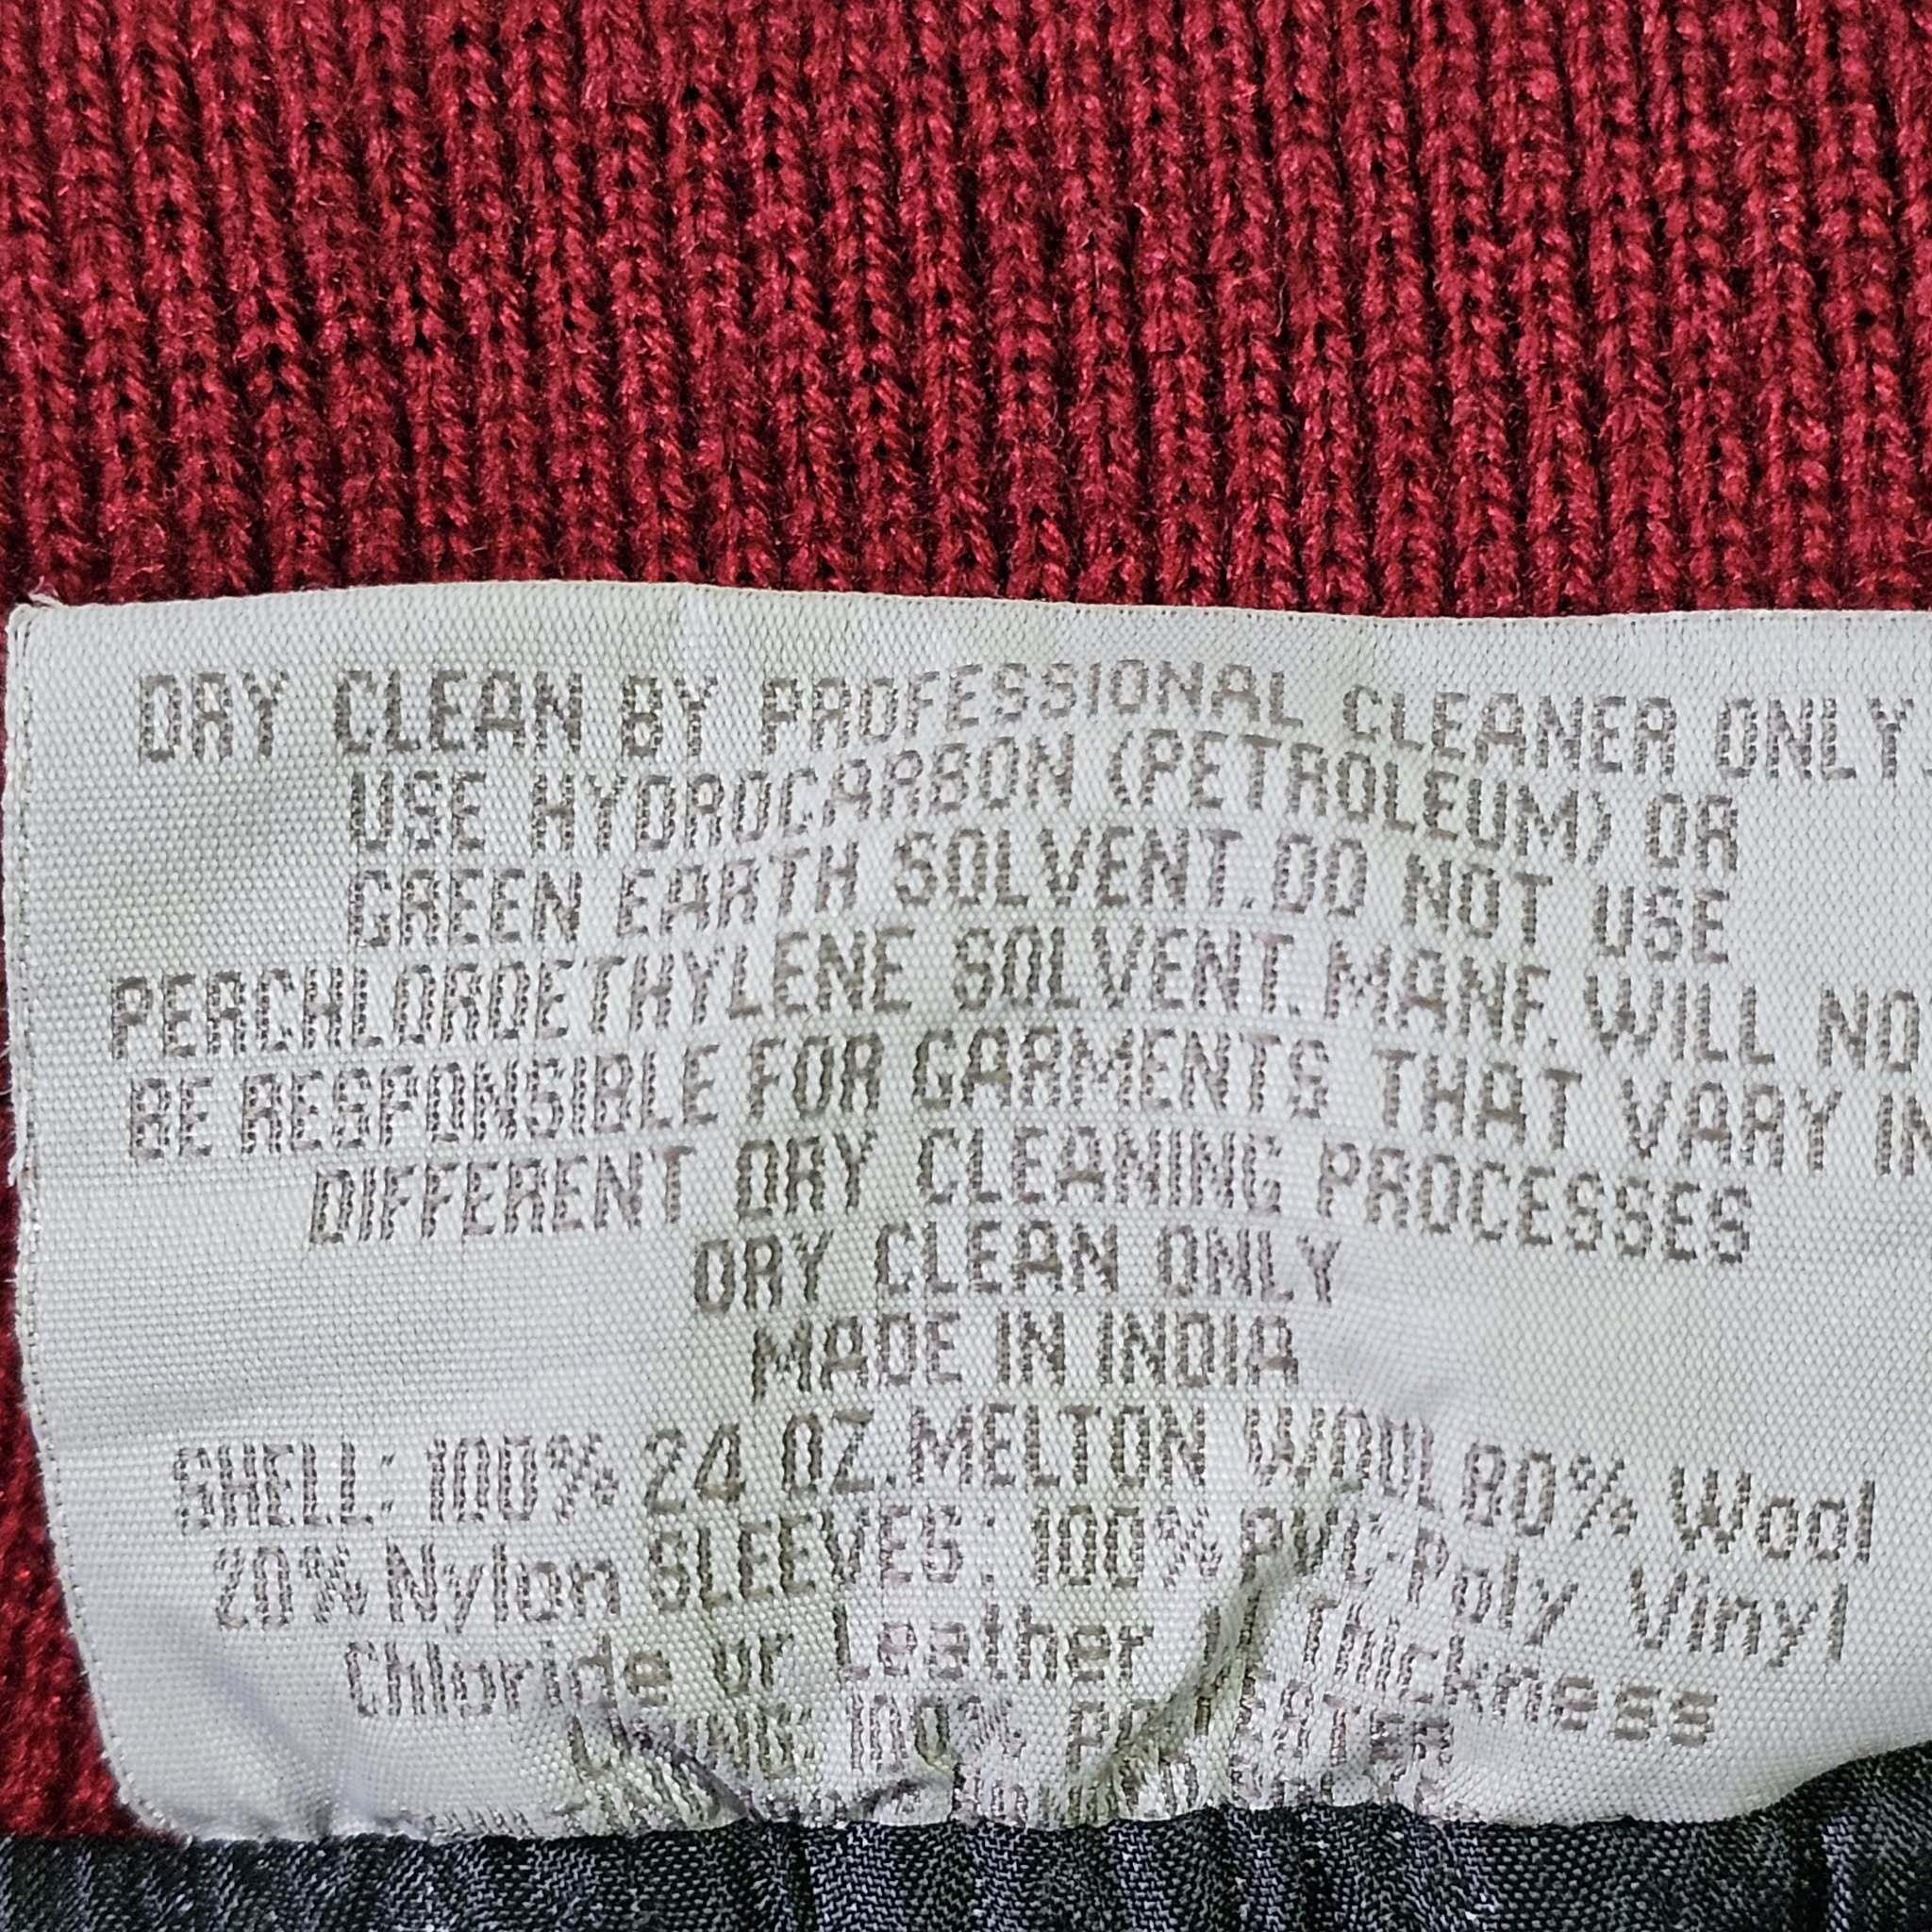 DRY CLEAN BY PROFESSIONAL CLEANER ONLY.
USE HYDROCARBON (PETROLEUM) OR
GREEN EARTH SOLVENT. DO NOT USE
PERCHLOROETHYLENE SOLVENT. MANF. WILL NO
BE RESPONSIBLE FOR GARMENTS THAT VARY IN
DIFFERENT DRY CLEANING PROCESSES
DRY CLEAN ONLY
MADE IN INDIA
SHELL: 100% 24 OZ. MELTON WOOL 80% Wool
20% Nylon SLEEVES: 100% PVC-Poly Vinyl
Chloride or Leather Thickness
100%